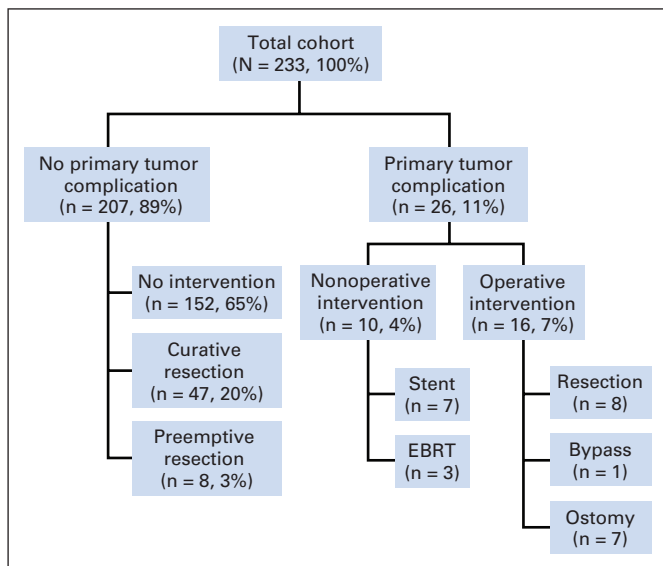 Total cohort
(N = 233, 100%)
No primary tumor
complication
(n = 207, 89%)
Primary tumor
complication
(n = 26, 11%)
No intervention
(n = 152, 65%)
Curative
resection
(n = 47, 20%)
Preemptive
resection
(n = 8, 3%)
Nonoperative
intervention
(n = 10, 4%)
Stent
(n = 7)
EBRT
(n = 3)
Operative
intervention
(n = 16, 7%)
Resection
(n = 8)
Bypass
(n = 1)
Ostomy
(n = 7)